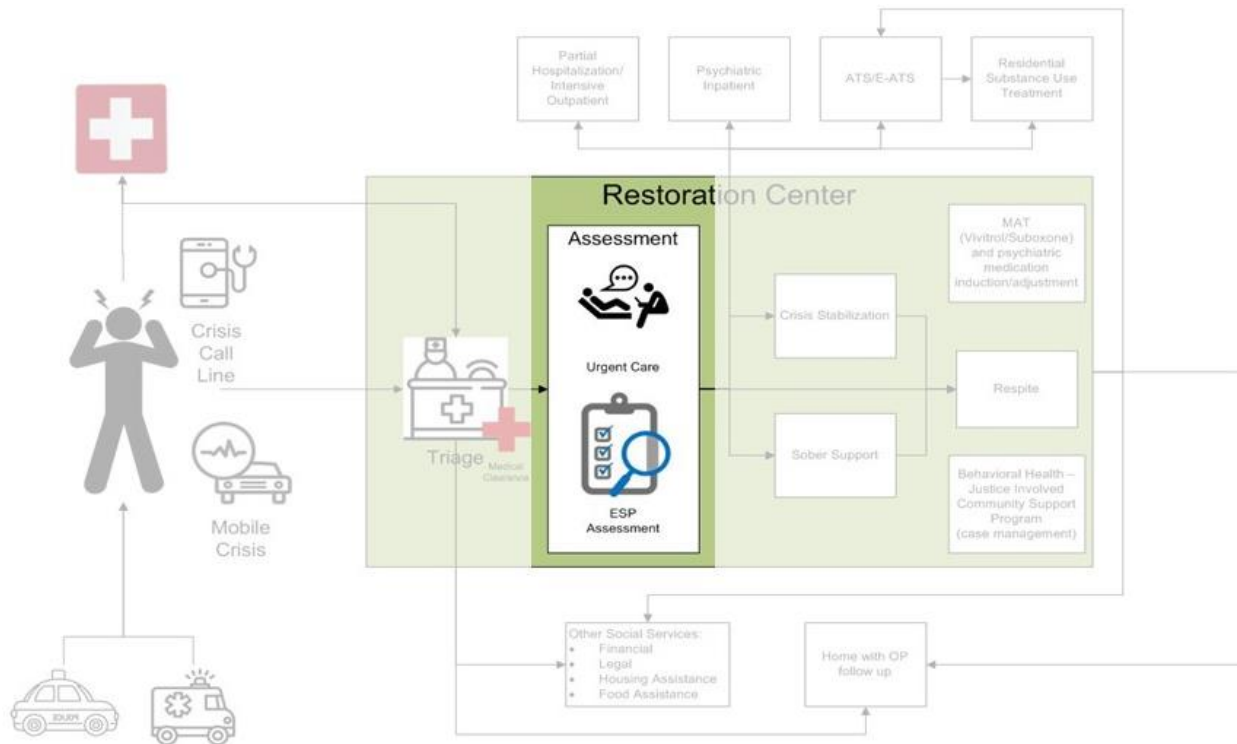 Partial
Hospitalization/
Intensive
Outpatient
Psychiatric
Inpatient
ATS/E-ATS
Residential
Substance Use
Treatment
Restoration Center
Assessment
Urgent Care
ESP
Assessment
Crisis
Call
Line
Mobile
Crisis
Triage
Medical
Clearance
Crisis Stabilization
Sober Support
MAT
(Vivitrol/Suboxone)
and psychiatric
medication
induction/adjustment
Respite
Behavioral Health –
Justice Involved
Community Support
Program
(case management)
Other Social Services:
• Financial
• Legal
• Housing Assistance
• Food Assistance
Home with OP
follow up